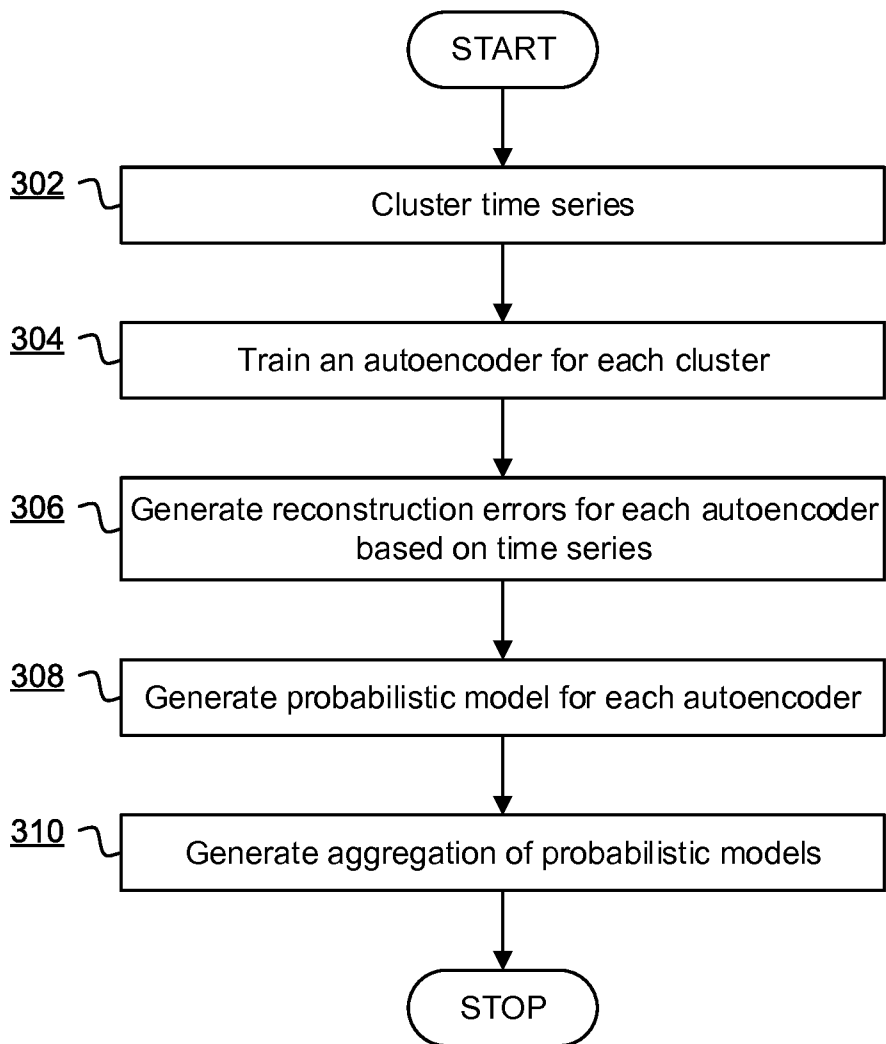 START
302
Cluster time series
304
Train an autoencoder for each cluster
306
Generate reconstruction errors for each autoencoder
based on time series
308
Generate probabilistic model for each autoencoder
310
Generate aggregation of probabilistic models
STOP